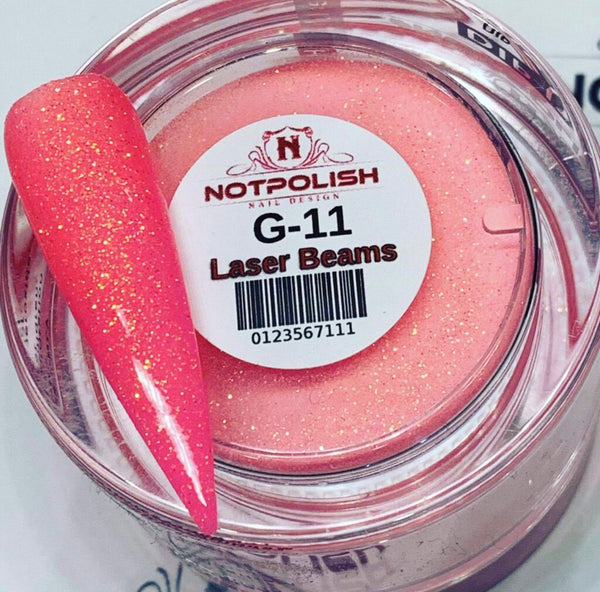 N
NOTPOLISH
NAIL DESIGN
G-11
Laser Beams
0123567111